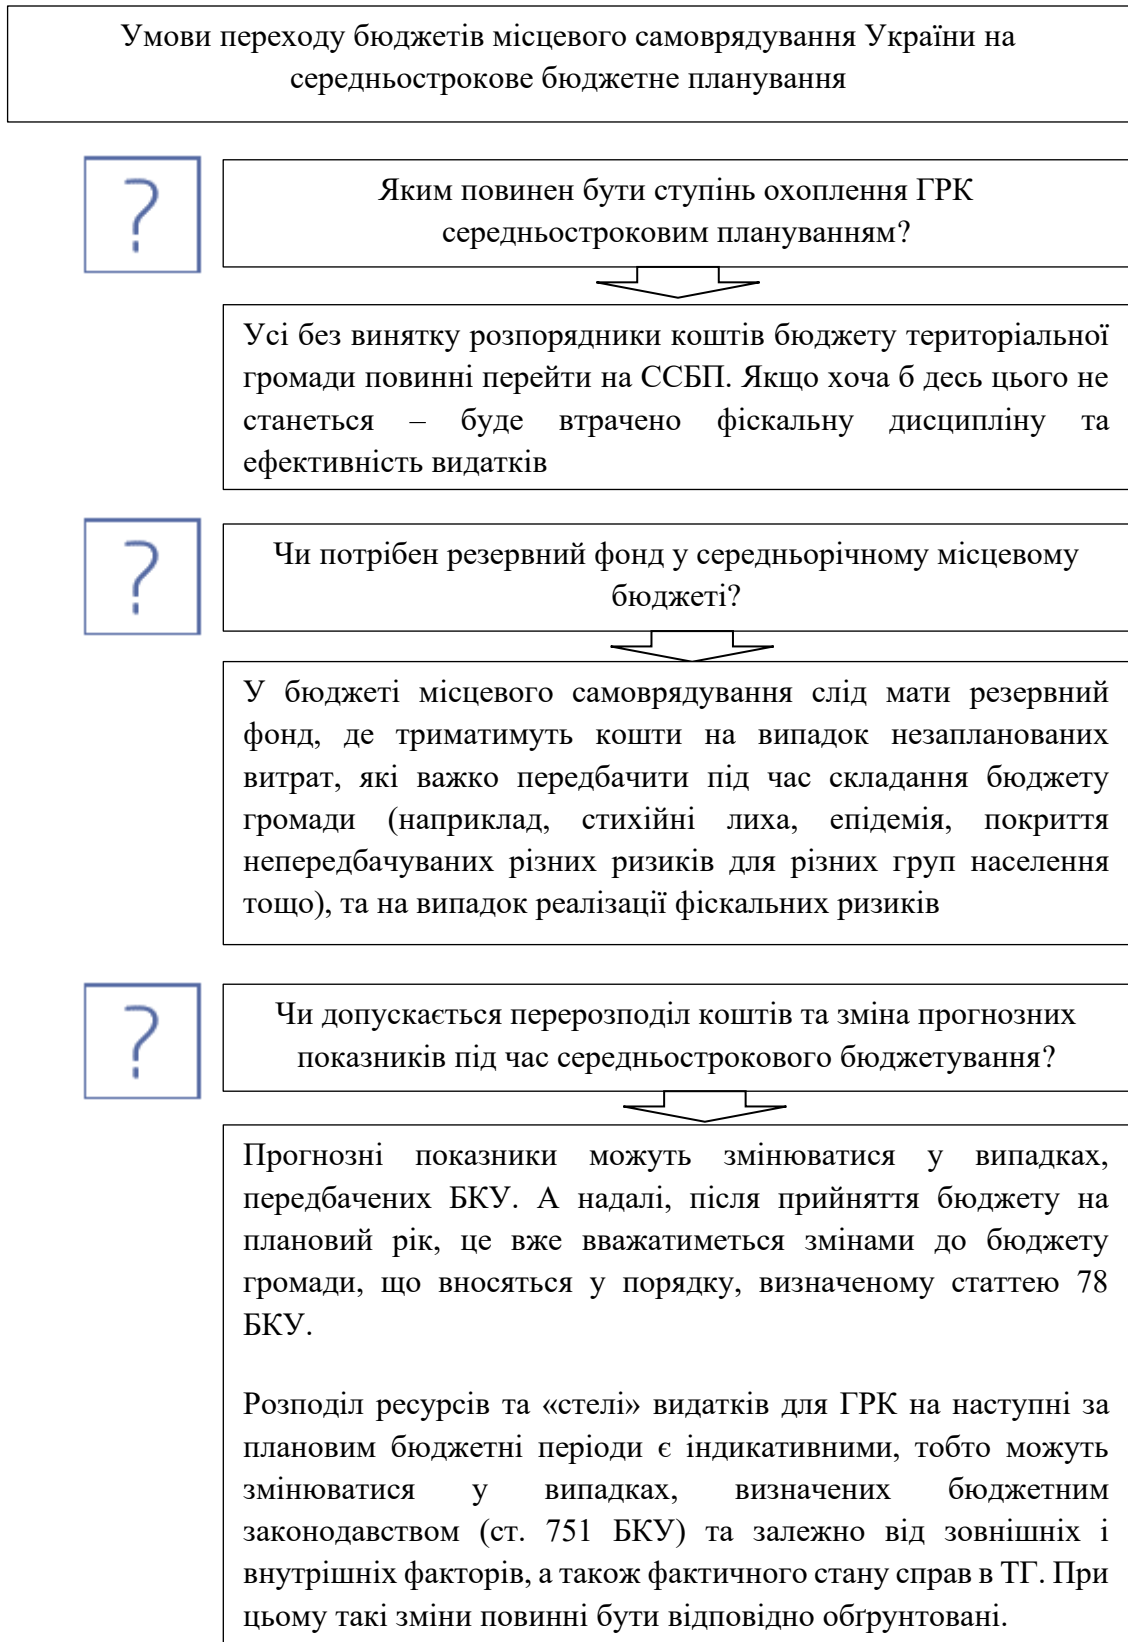 Умови переходу бюджетів місцевого самоврядування України на
середньострокове бюджетне планування
?
Яким повинен бути ступінь охоплення ГРК
середньостроковим плануванням?
Усі без винятку розпорядники коштів бюджету територіальної
громади повинні перейти на ССБП. Якщо хоча б десь цього не
станеться – буде втрачено фіскальну дисципліну та
ефективність видатків
?
Чи потрібен резервний фонд у середньорічному місцевому
бюджеті?
У бюджеті місцевого самоврядування слід мати резервний
фонд, де триматимуть кошти на випадок незапланованих
витрат, які важко передбачити під час складання бюджету
громади (наприклад, стихійні лиха, епідемія, покриття
непередбачуваних різних ризиків для різних груп населення
тощо), та на випадок реалізації фіскальних ризиків
?
Чи допускається перерозподіл коштів та зміна прогнозних
показників під час середньострокового бюджетування?
Прогнозні показники можуть змінюватися у випадках,
передбачених БКУ. А надалі, після прийняття бюджету на
плановий рік, це вже вважатиметься змінами до бюджету
громади, що вносяться у порядку, визначеному статтею 78
БКУ.
Розподіл ресурсів та «стелі» видатків для ГРК на наступні за
плановим бюджетні періоди є індикативними, тобто можуть
змінюватися у випадках, визначених бюджетним
законодавством (ст. 751 БКУ) та залежно від зовнішніх і
внутрішніх факторів, а також фактичного стану справ в ТГ. При
цьому такі зміни повинні бути відповідно обґрунтовані.